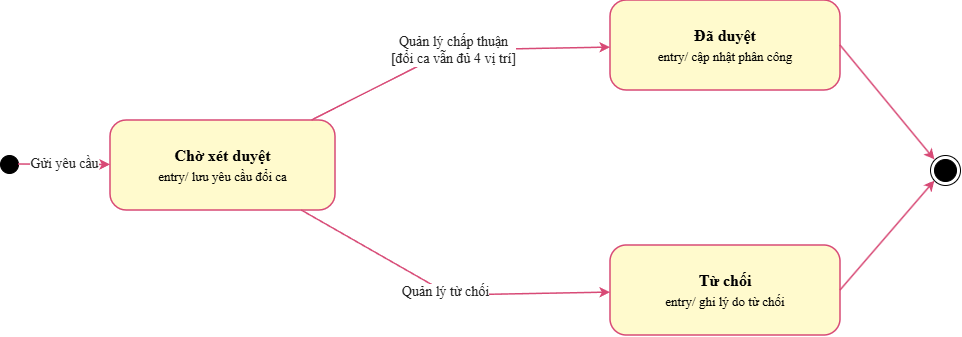 Gửi yêu cầu
Chờ xét duyệt
entry/ lưu yêu cầu đổi ca
Quản lý chấp thuận
[đổi ca vẫn đủ 4 vị trí]
Đã duyệt
entry/ cập nhật phân công
Quản lý từ chối
Từ chối
entry/ ghi lý do từ chối